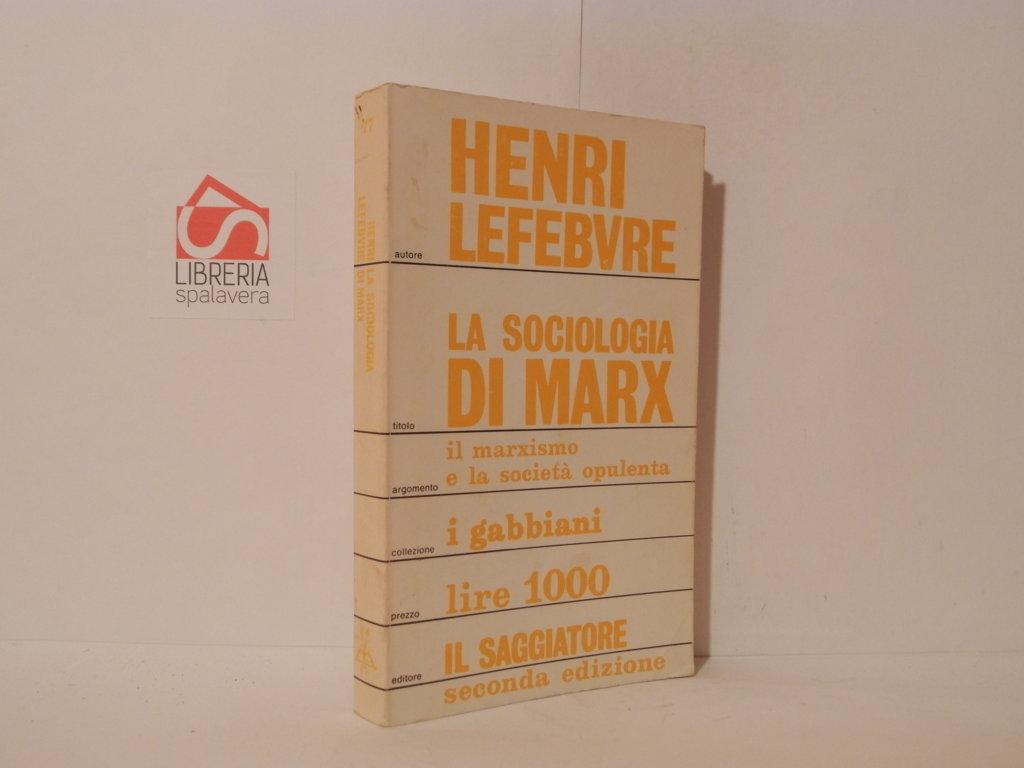 HENRI
LEFEBVRE
autore
LA SOCIOLOGIA
DI MARX
titolo
il marxismo
e la società opulenta
argomento
i gabbiani
collezione
lire 1000
prezzo
IL SAGGIATORE
seconda edizione
editore
77
HENRI LA SOCIOLOGIA
LEFEBVRE DI MARX
LIBRERIA
spalavera